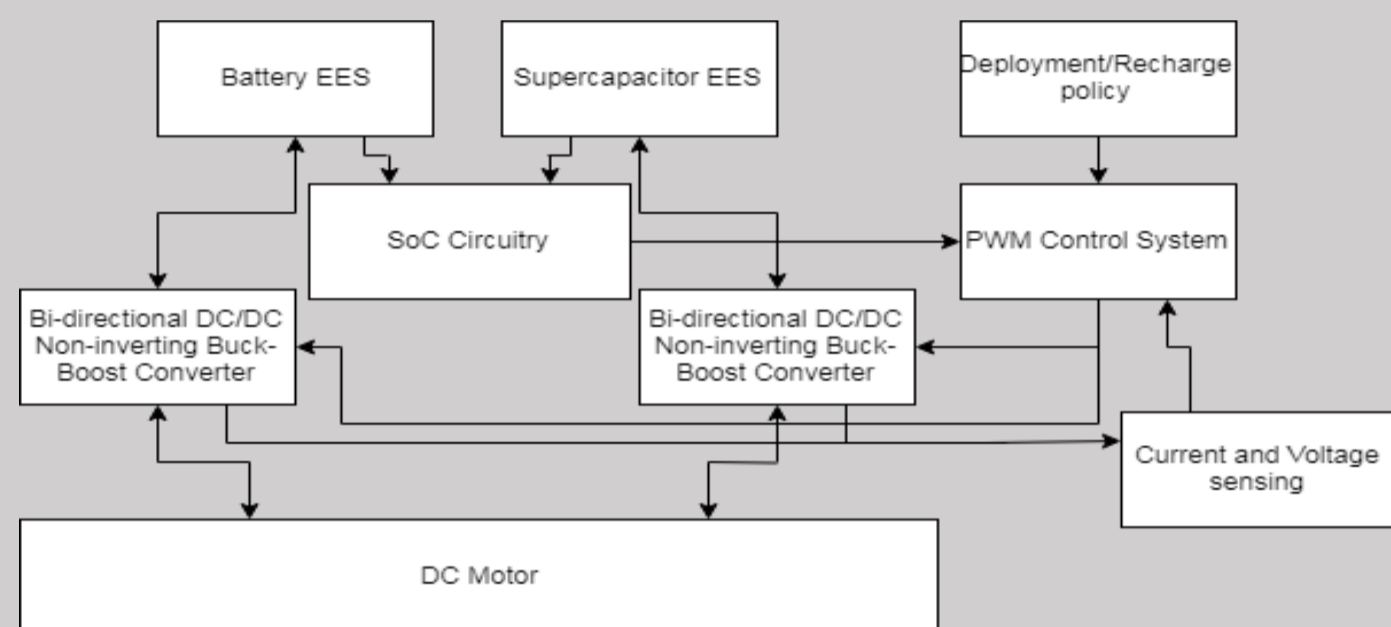 Battery EES
Supercapacitor EES
Deployment/Recharge
policy
SoC Circuitry
PWM Control System
Bi-directional DC/DC
Non-inverting Buck-
Boost Converter
Bi-directional DC/DC
Non-inverting Buck-
Boost Converter
Current and Voltage
sensing
DC Motor